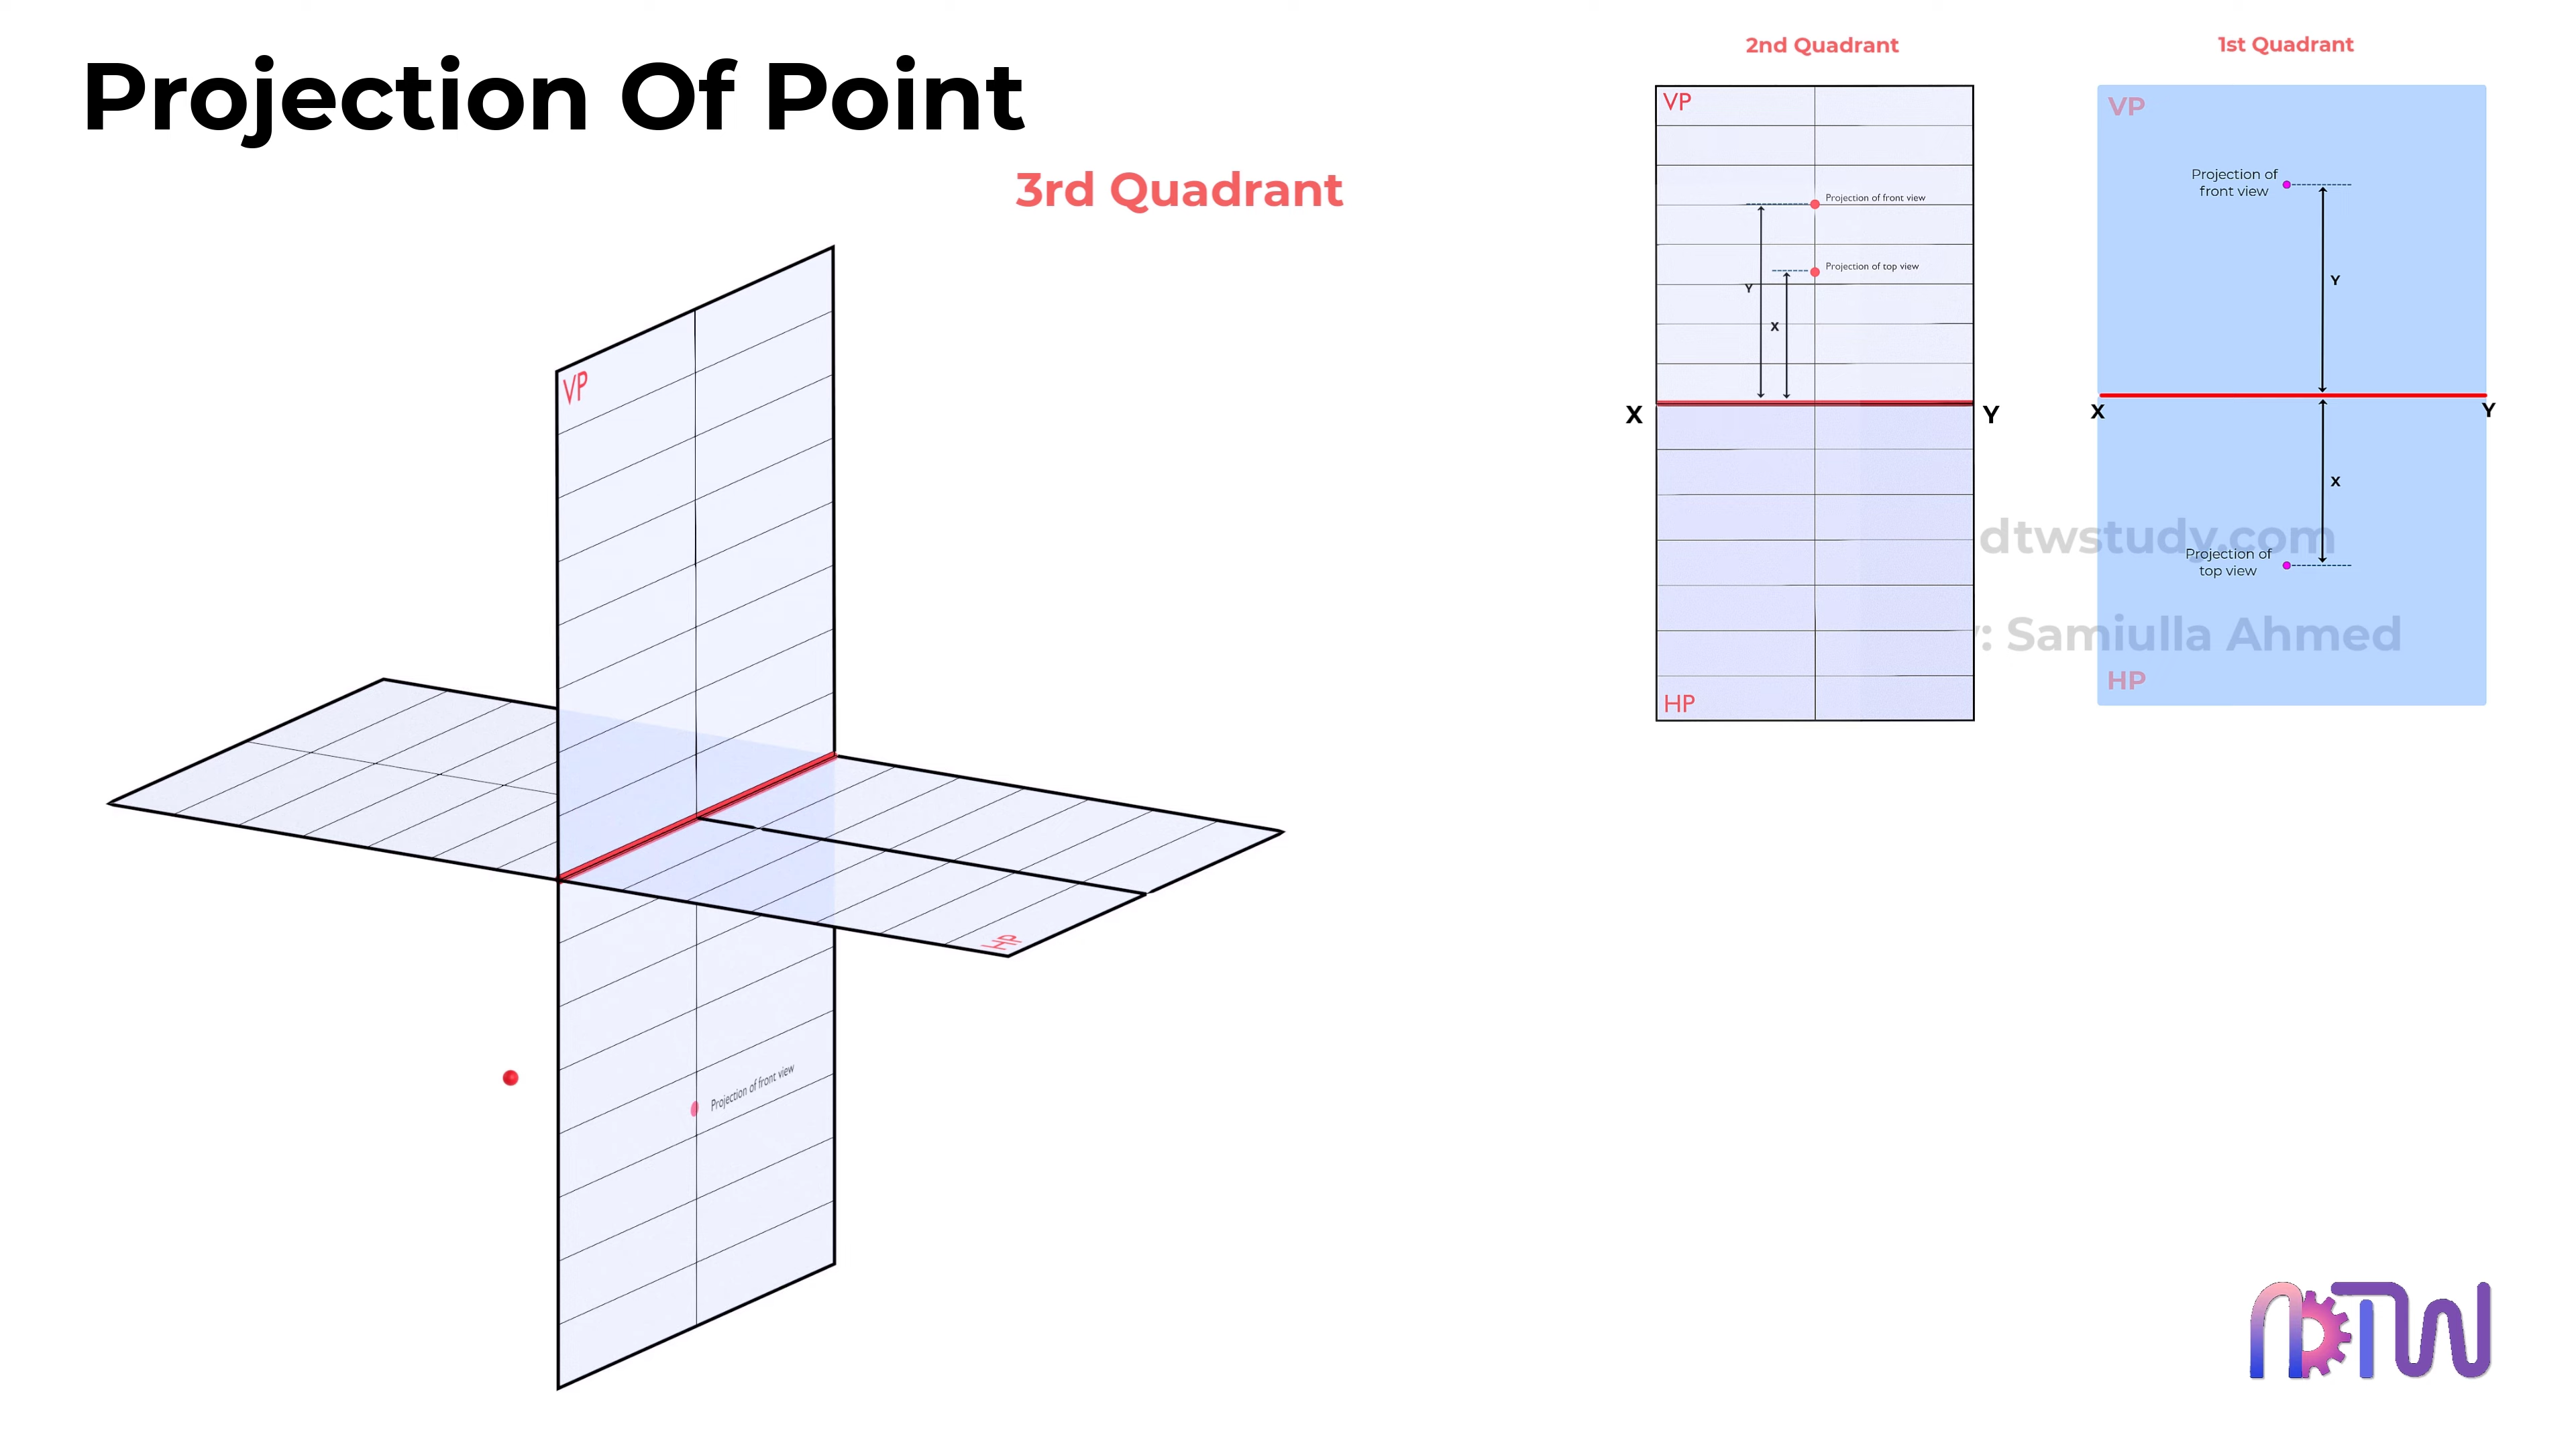 Projection Of Point
3rd Quadrant
VP
HP
Projection of front view
2nd Quadrant
VP
Projection of front view
Projection of top view
Y
X
X
Y
HP
1st Quadrant
VP
Projection of
front view
Y
X
Y
X
Projection of
top view
HP
dtwstudy.com
: Samiulla Ahmed
DTW